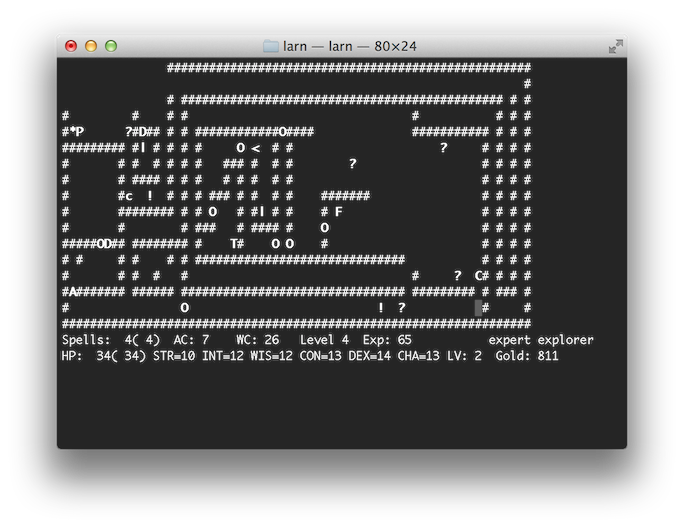 larn — larn — 80×24
               ####################################################
                                                                  #
               # ############################################## # #
#         #    # #                                #           # # #
#*P      ?#D## # # ############O####              ########### # #
######### #I # # # #     O <  # #                     ?     # # # #
#       # #  # # # #   ### #  # #        ?                  # # # #
#       # #### # # # #   # #  # #                           # # # #
#       #c  !  # # # ### # #  # #    #######                # # # #
#       ######## # # O   # ##I # #    # F                    # # # #
#       #        # ###   # #### #    O                      # # # #
#####OD## ######## #    T#    O O    #                      # # # #
# #     # #    # # ##############################           # # # #
#       # #  #   #                                #     ?  C# # # #
#A####### ###### ################################ ######### # ### #
#                O                           !  ?           #     #
###################################################################
Spells:  4( 4)  AC: 7    WC: 26   Level 4  Exp: 65           expert explorer
HP:  34( 34) STR=10 INT=12 WIS=12 CON=13 DEX=14 CHA=13 LV: 2  Gold: 811